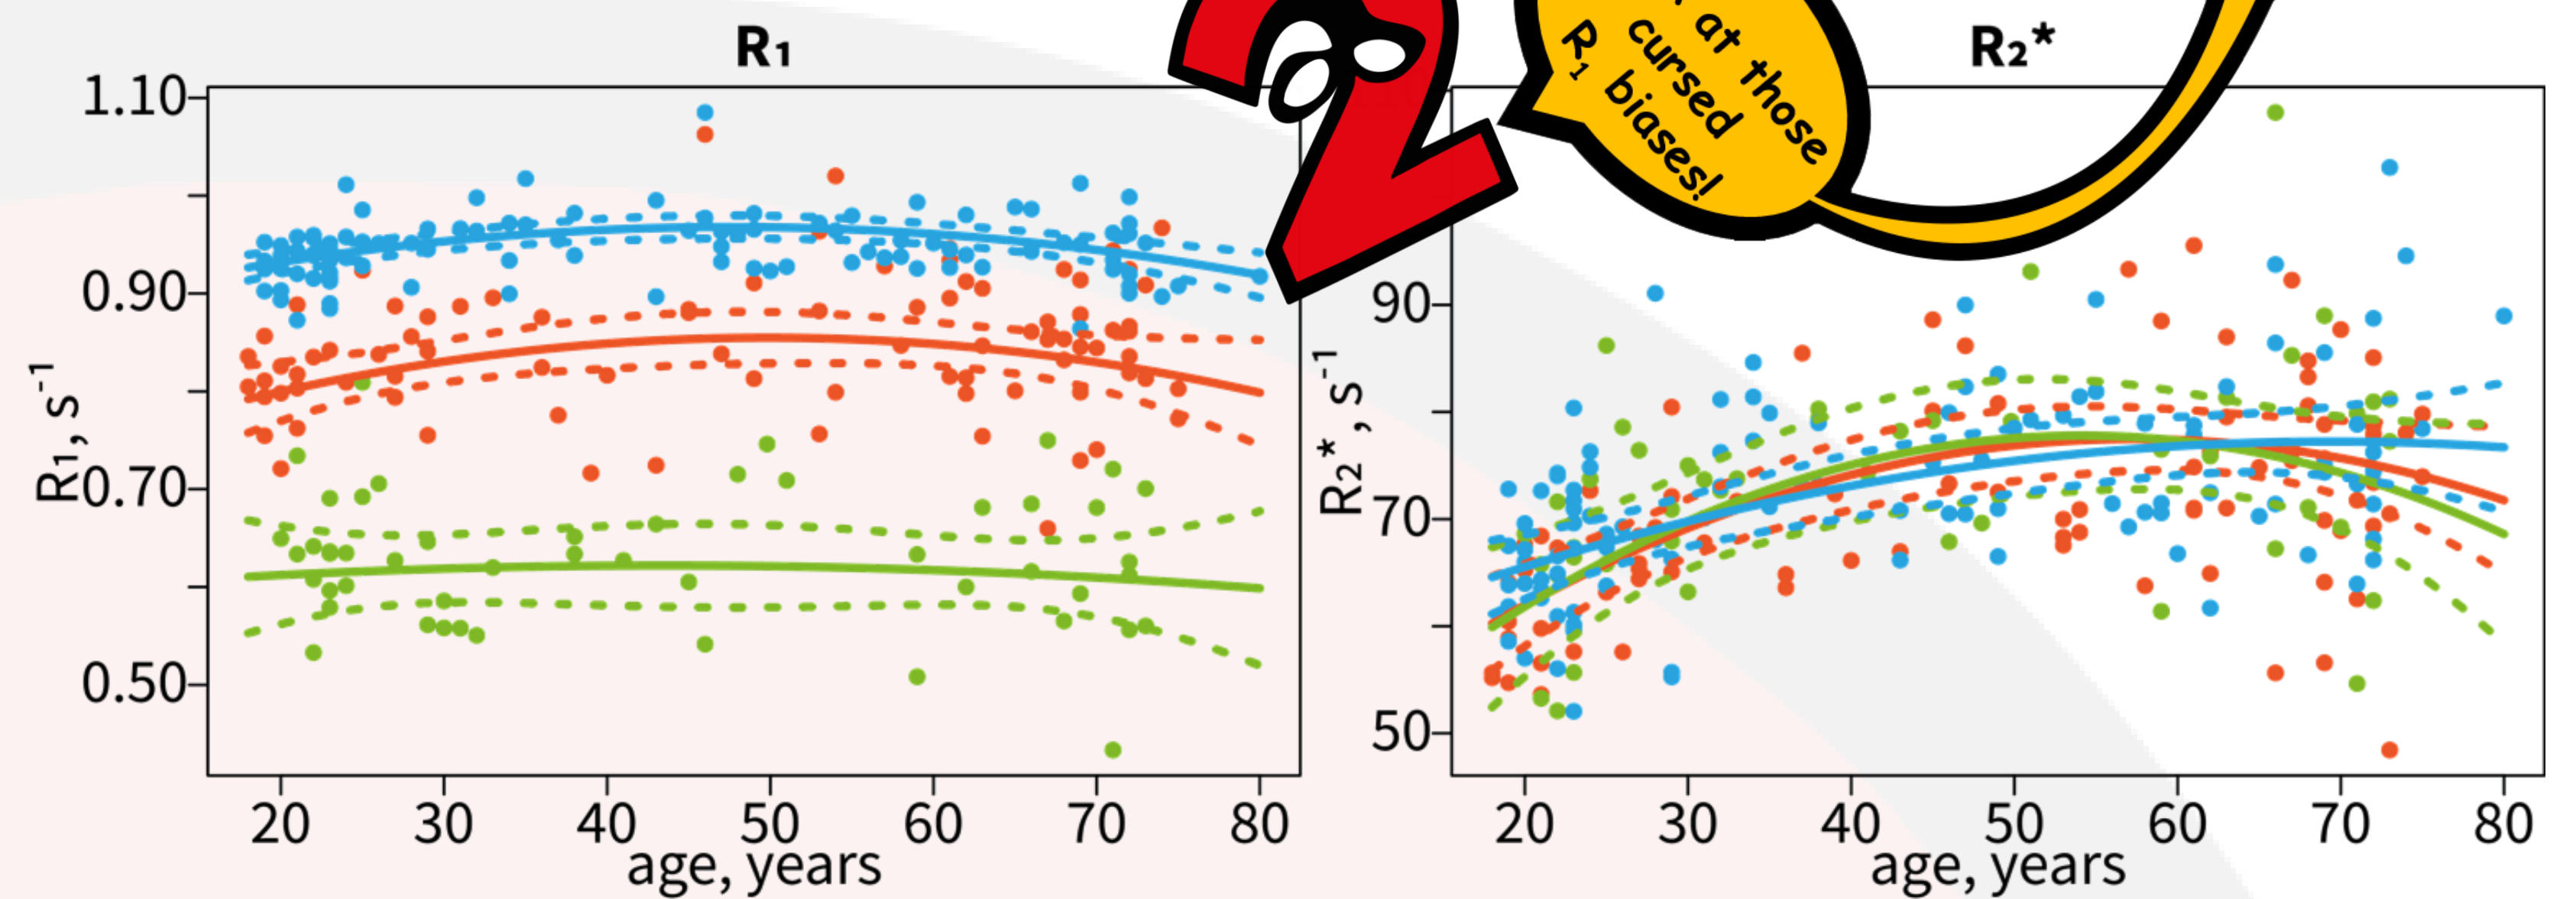 R₁
1.10
0.90
0.70
0.50
R₁, s⁻¹
20 30 40 50 60 70 80
age, years
2
at those
cursed
R₁ biases!
R₂*
90
70
50
R₂*, s⁻¹
20 30 40 50 60 70 80
age, years